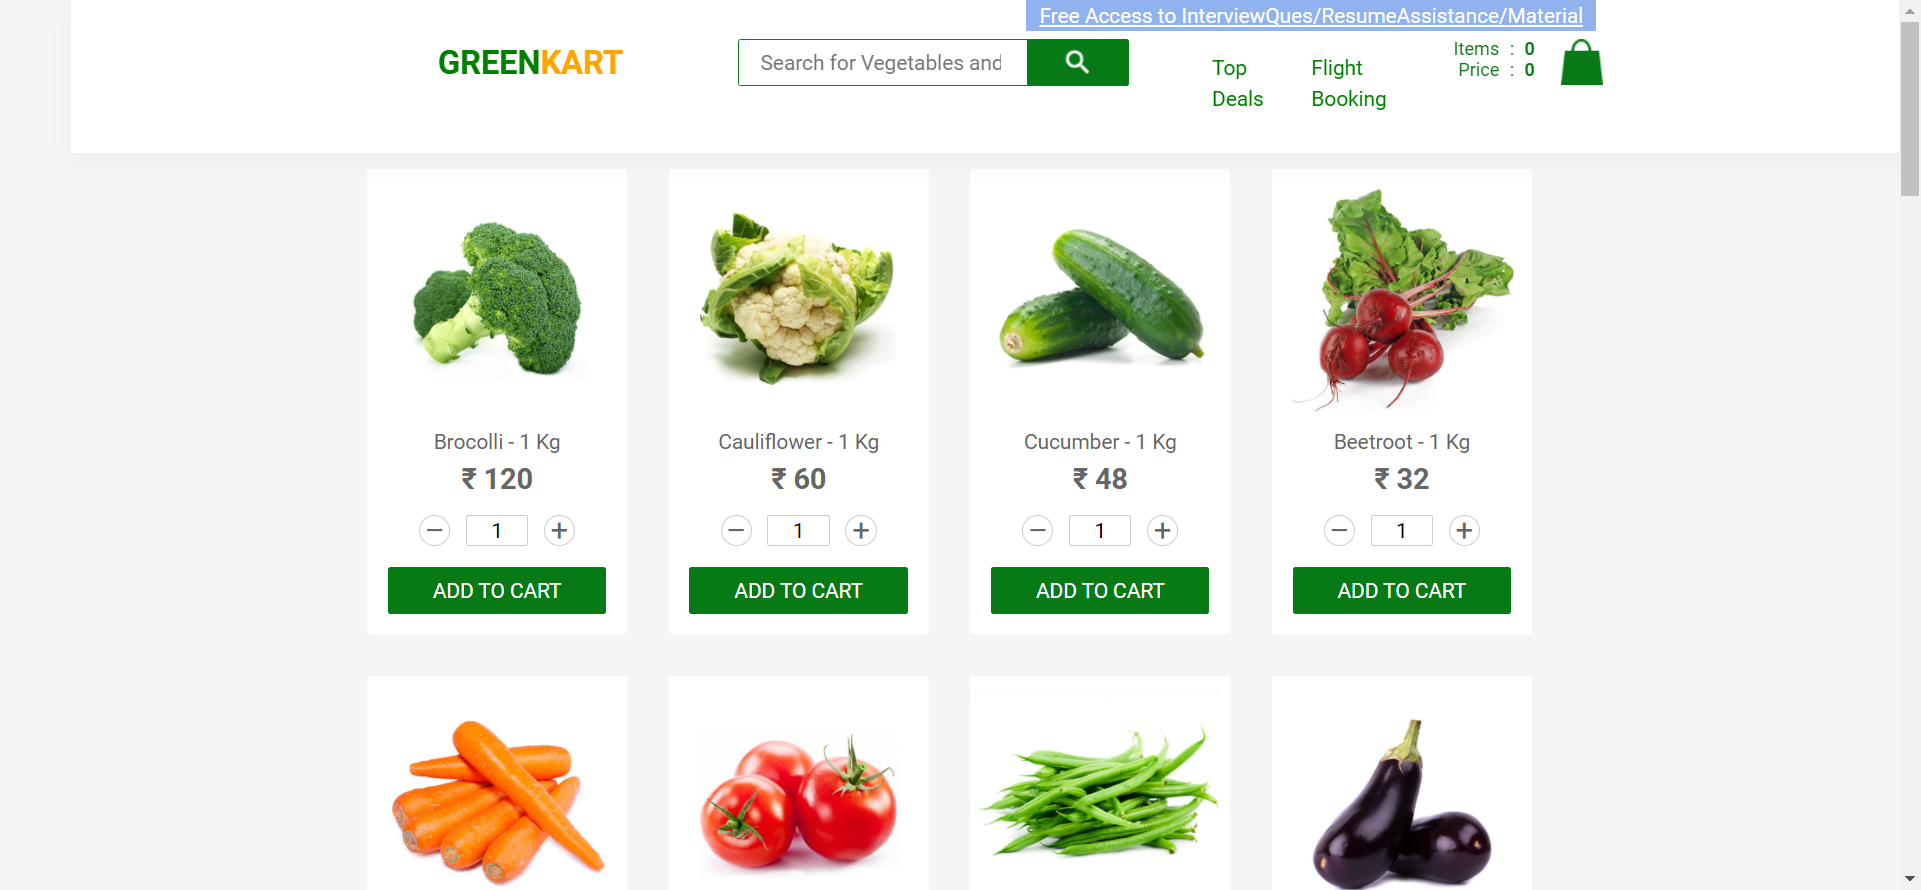 Free Access to InterviewQues/ResumeAssistance/Material
GREENKART
Search for Vegetables and
Top
Deals
Flight
Booking
Items : 0
Price : 0
Brocolli - 1 Kg
₹ 120
1
ADD TO CART
Cauliflower - 1 Kg
₹ 60
1
ADD TO CART
Cucumber - 1 Kg
₹ 48
1
ADD TO CART
Beetroot - 1 Kg
₹ 32
1
ADD TO CART